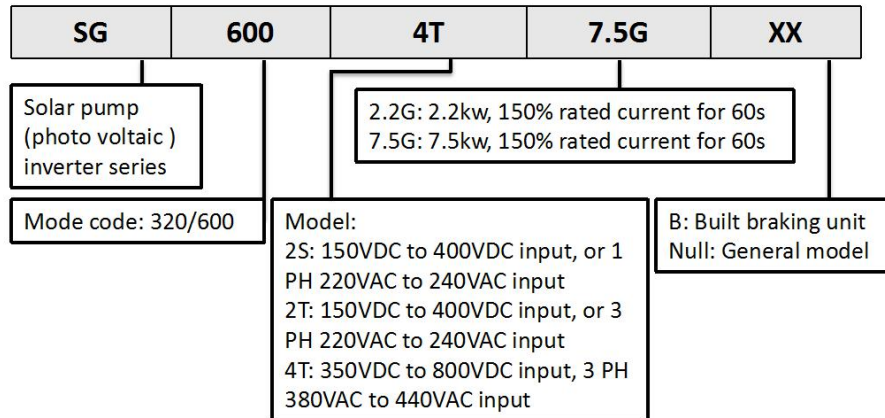 SG 600 4T 7.5G XX
Solar pump
(photo voltaic )
inverter series
2.2G: 2.2kw, 150% rated current for 60s
7.5G: 7.5kw, 150% rated current for 60s
Mode code: 320/600
Model:
2S: 150VDC to 400VDC input, or 1
PH 220VAC to 240VAC input
2T: 150VDC to 400VDC input, or 3
PH 220VAC to 240VAC input
4T: 350VDC to 800VDC input, 3 PH
380VAC to 440VAC input
B: Built braking unit
Null: General model